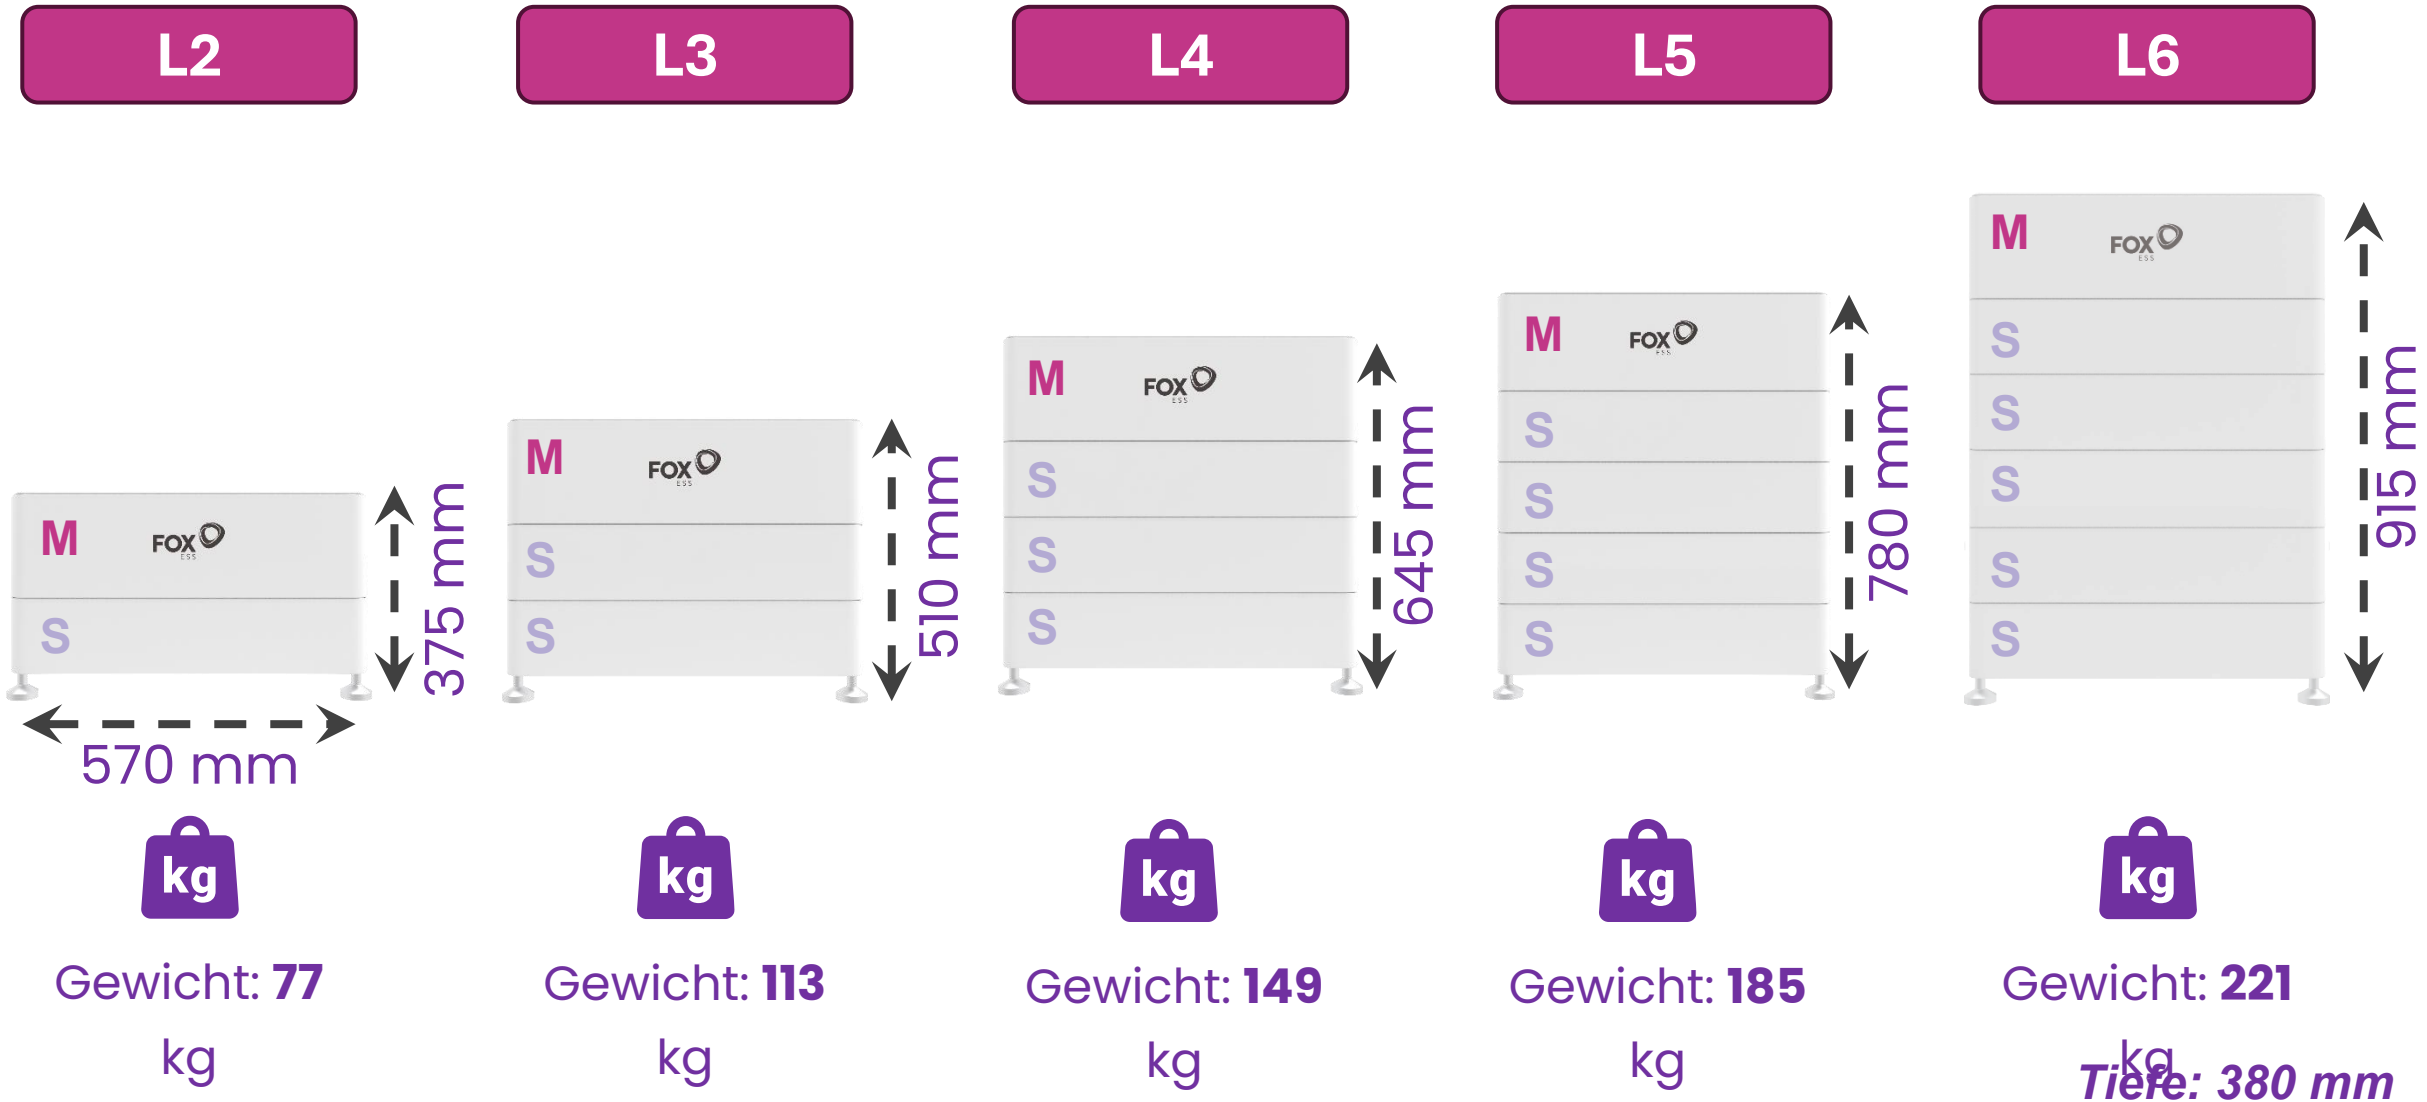 L2
L3
L4
L5
L6
M
FOX
ESS
S
375 mm
570 mm
M
FOX
ESS
S
S
510 mm
M
FOX
ESS
S
S
S
645 mm
M
FOX
ESS
S
S
S
S
780 mm
M
FOX
ESS
S
S
S
S
S
915 mm
kg
Gewicht: 77
kg
kg
Gewicht: 113
kg
kg
Gewicht: 149
kg
kg
Gewicht: 185
kg
kg
Gewicht: 221
kg
Tiefe: 380 mm